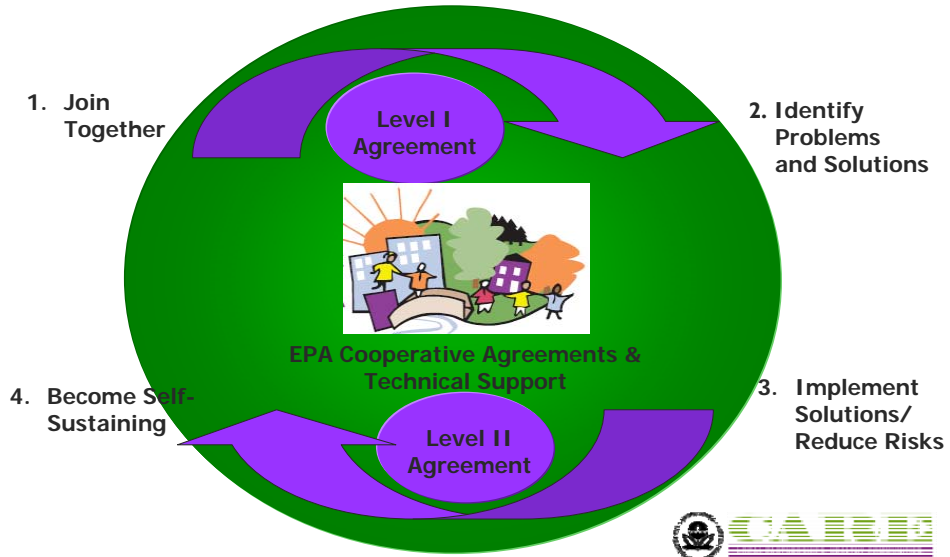 1. Join
Together
Level I
Agreement
2. Identify
Problems
and Solutions
EPA Cooperative Agreements &
Technical Support
4. Become Self-
Sustaining
Level II
Agreement
3. Implement
Solutions/
Reduce Risks
CARE